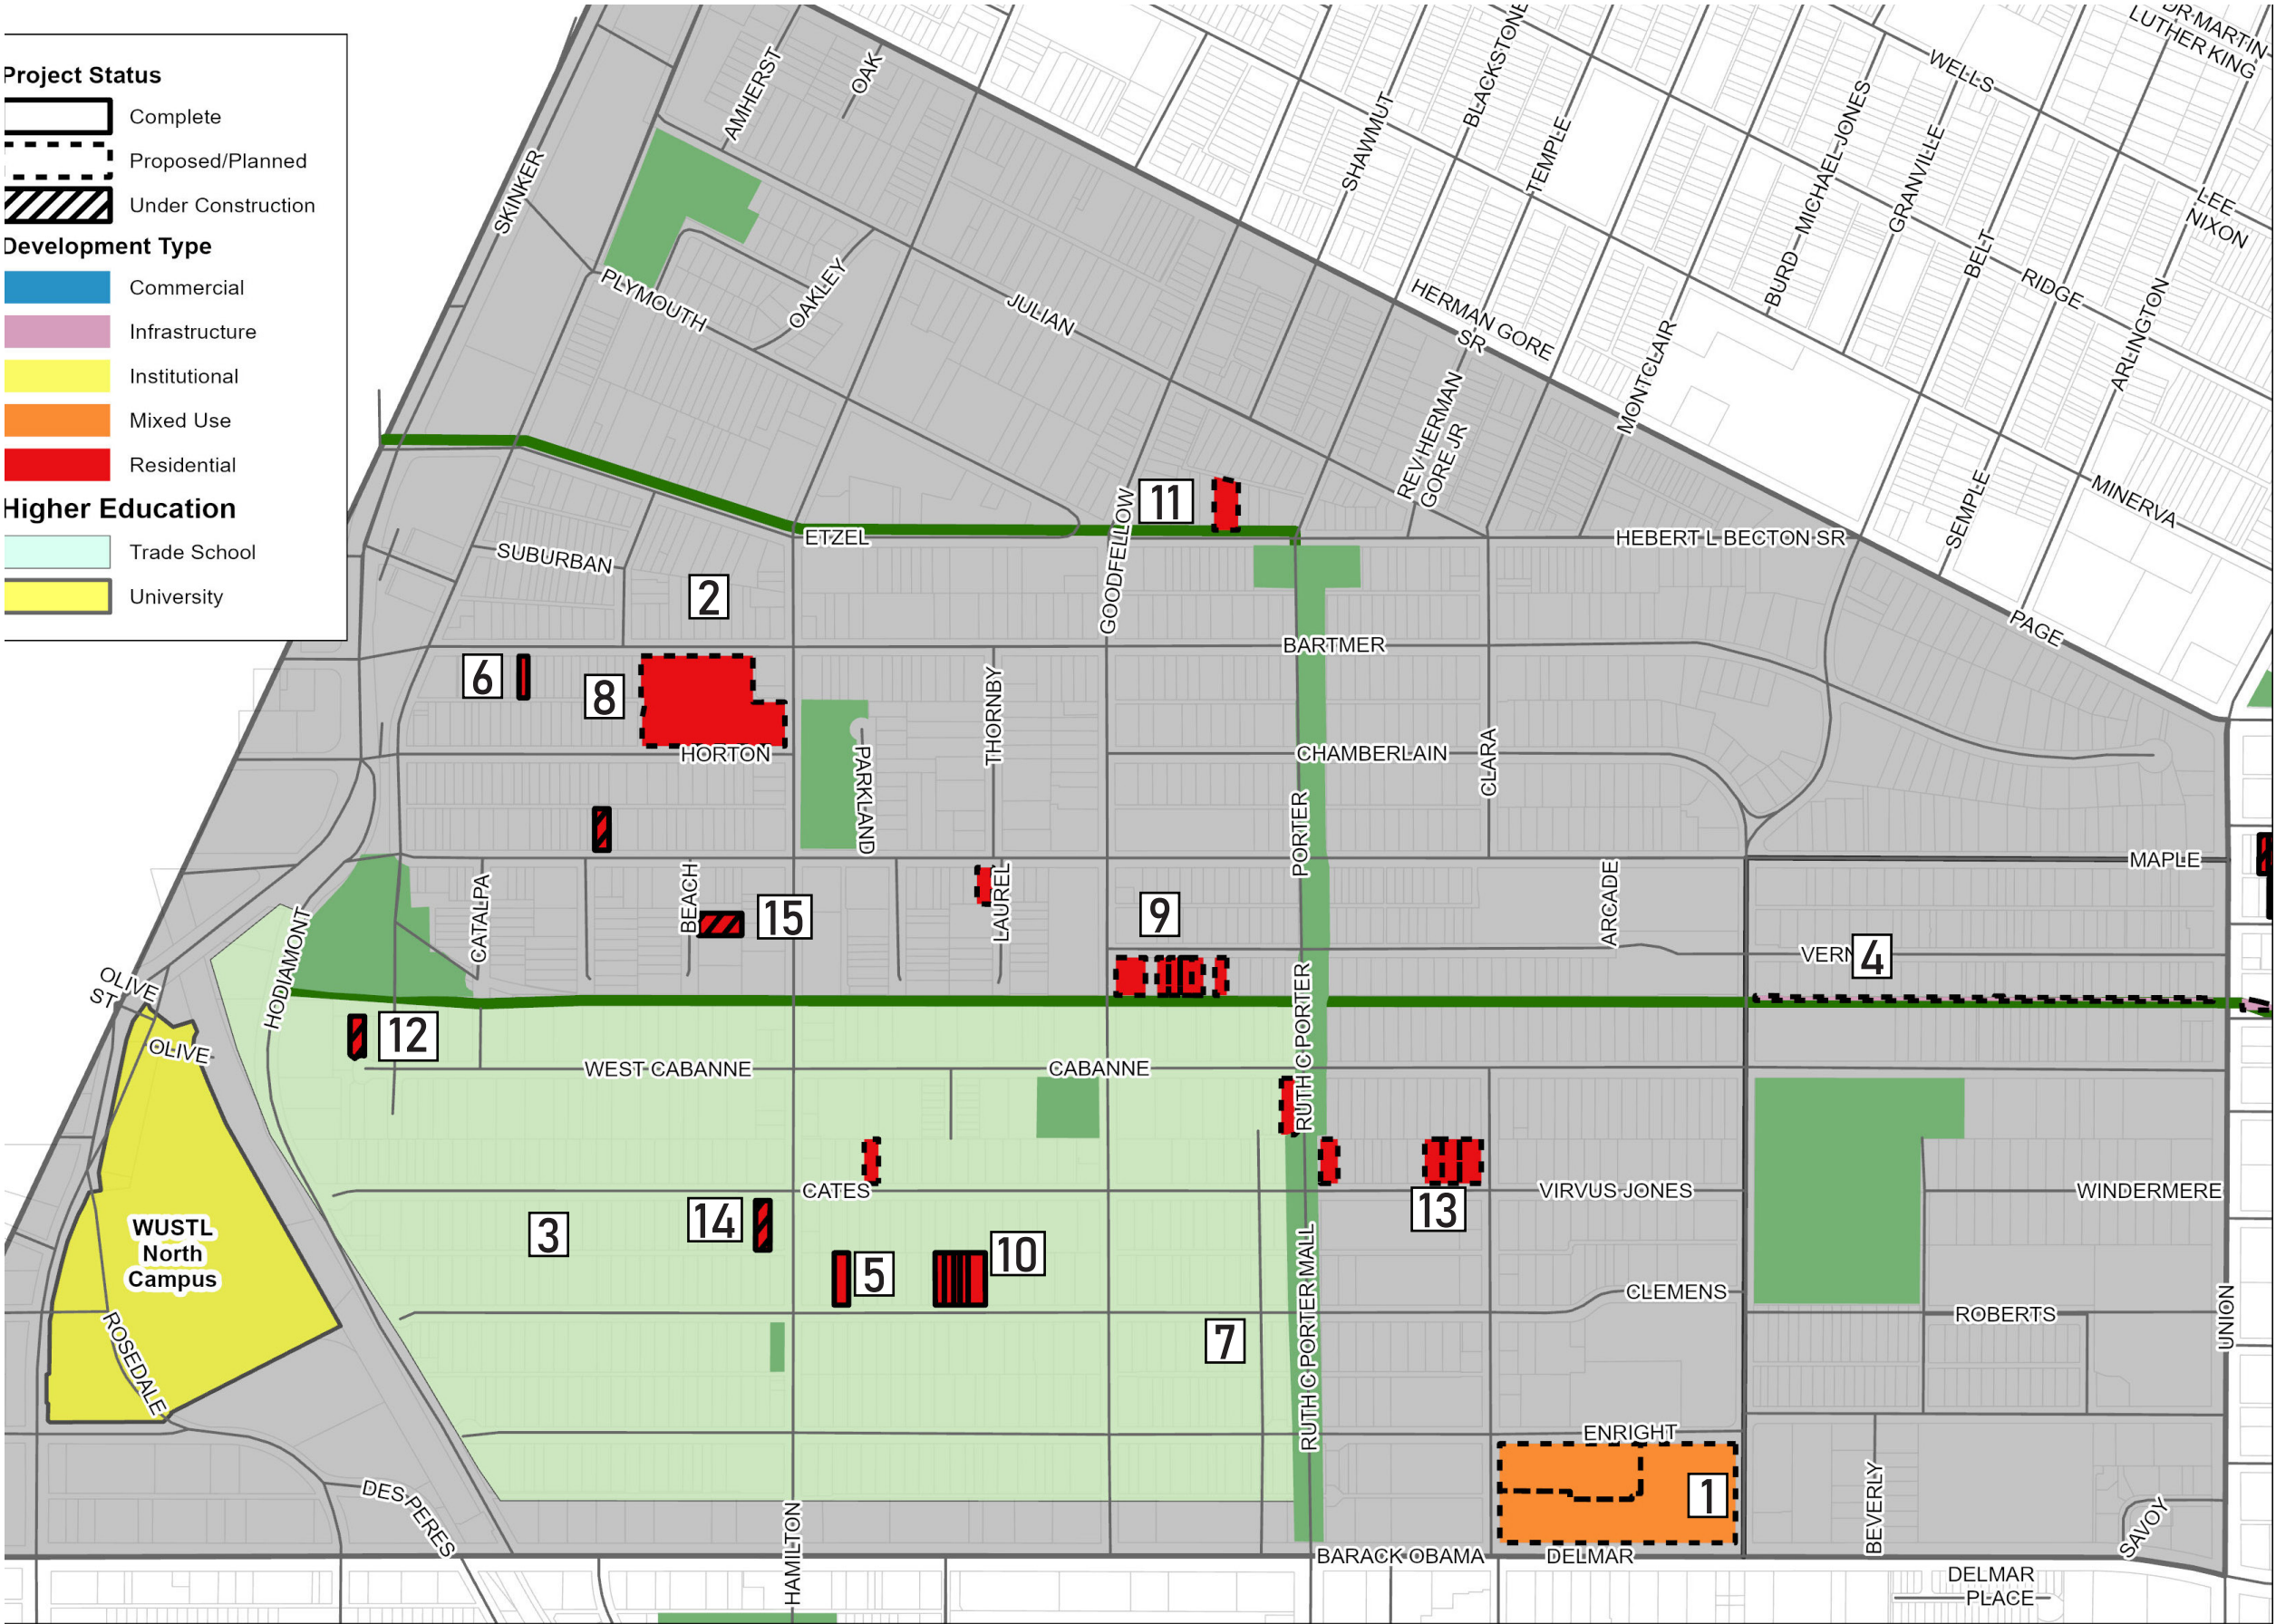 Project Status
Complete
Proposed/Planned
Under Construction
Development Type
Commercial
Infrastructure
Institutional
Mixed Use
Residential
Higher Education
Trade School
University
AMHERST
OAK
SKINKER
SHAWMUT
BLACKSTONE
TEMPLE
BURD - MICHAEL JONES
GRANVILLE
BELT
WELLS
DR MARTIN
LUTHER KING
LEE
NIXON
RIDGE
ARLINGTON
PLYMOUTH
OAKLEY
JULIAN
HERMAN GORE
SR
MONTCLAIR
REV HERMAN
GORE JR
SEMPLE
MINERVA
11
ETZEL
GOODFELLOW
HEBERT L BECTON SR
SUBURBAN
2
PAGE
BARTMER
6
8
HORTON
PARKLAND
THORNBY
CHAMBERLAIN
CLARA
PORTER
MAPLE
CATALPA
BEACH
15
LAUREL
9
ARCADE
HODIAMONT
VERN
4
OLIVE
ST
OLIVE
12
WEST CABANNE
CABANNE
RUTH C PORTER
CATES
VIRVUS JONES
WINDERMERE
13
14
3
WUSTL
North
Campus
5
10
CLEMENS
ROBERTS
UNION
7
ROSEDALE
RUTH C PORTER MALL
ENRIGHT
1
DES PERES
HAMILTON
BEVERLY
SAVOY
BARACK OBAMA
DELMAR
DELMAR
PLACE